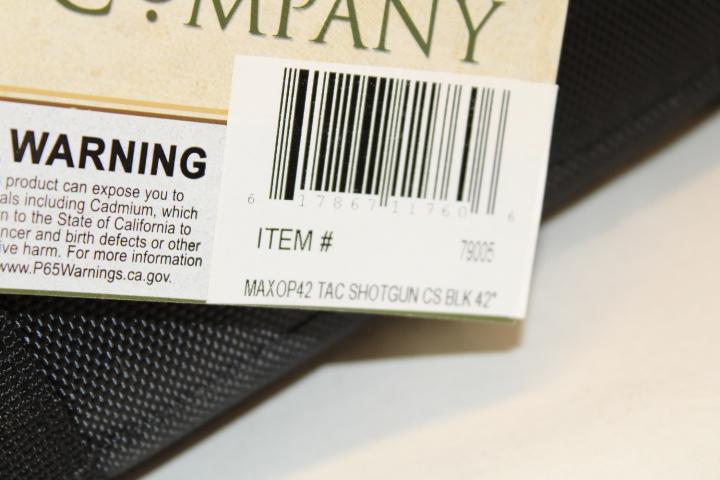 COMPANY
WARNING
product can expose you to
als including Cadmium, which
n to the State of California to
ncer and birth defects or other
ive harm. For more information
www.P65Warnings.ca.gov.
6 17867 11760 6
ITEM # 79005
MAXOP42 TAC SHOTGUN CS BLK 42"